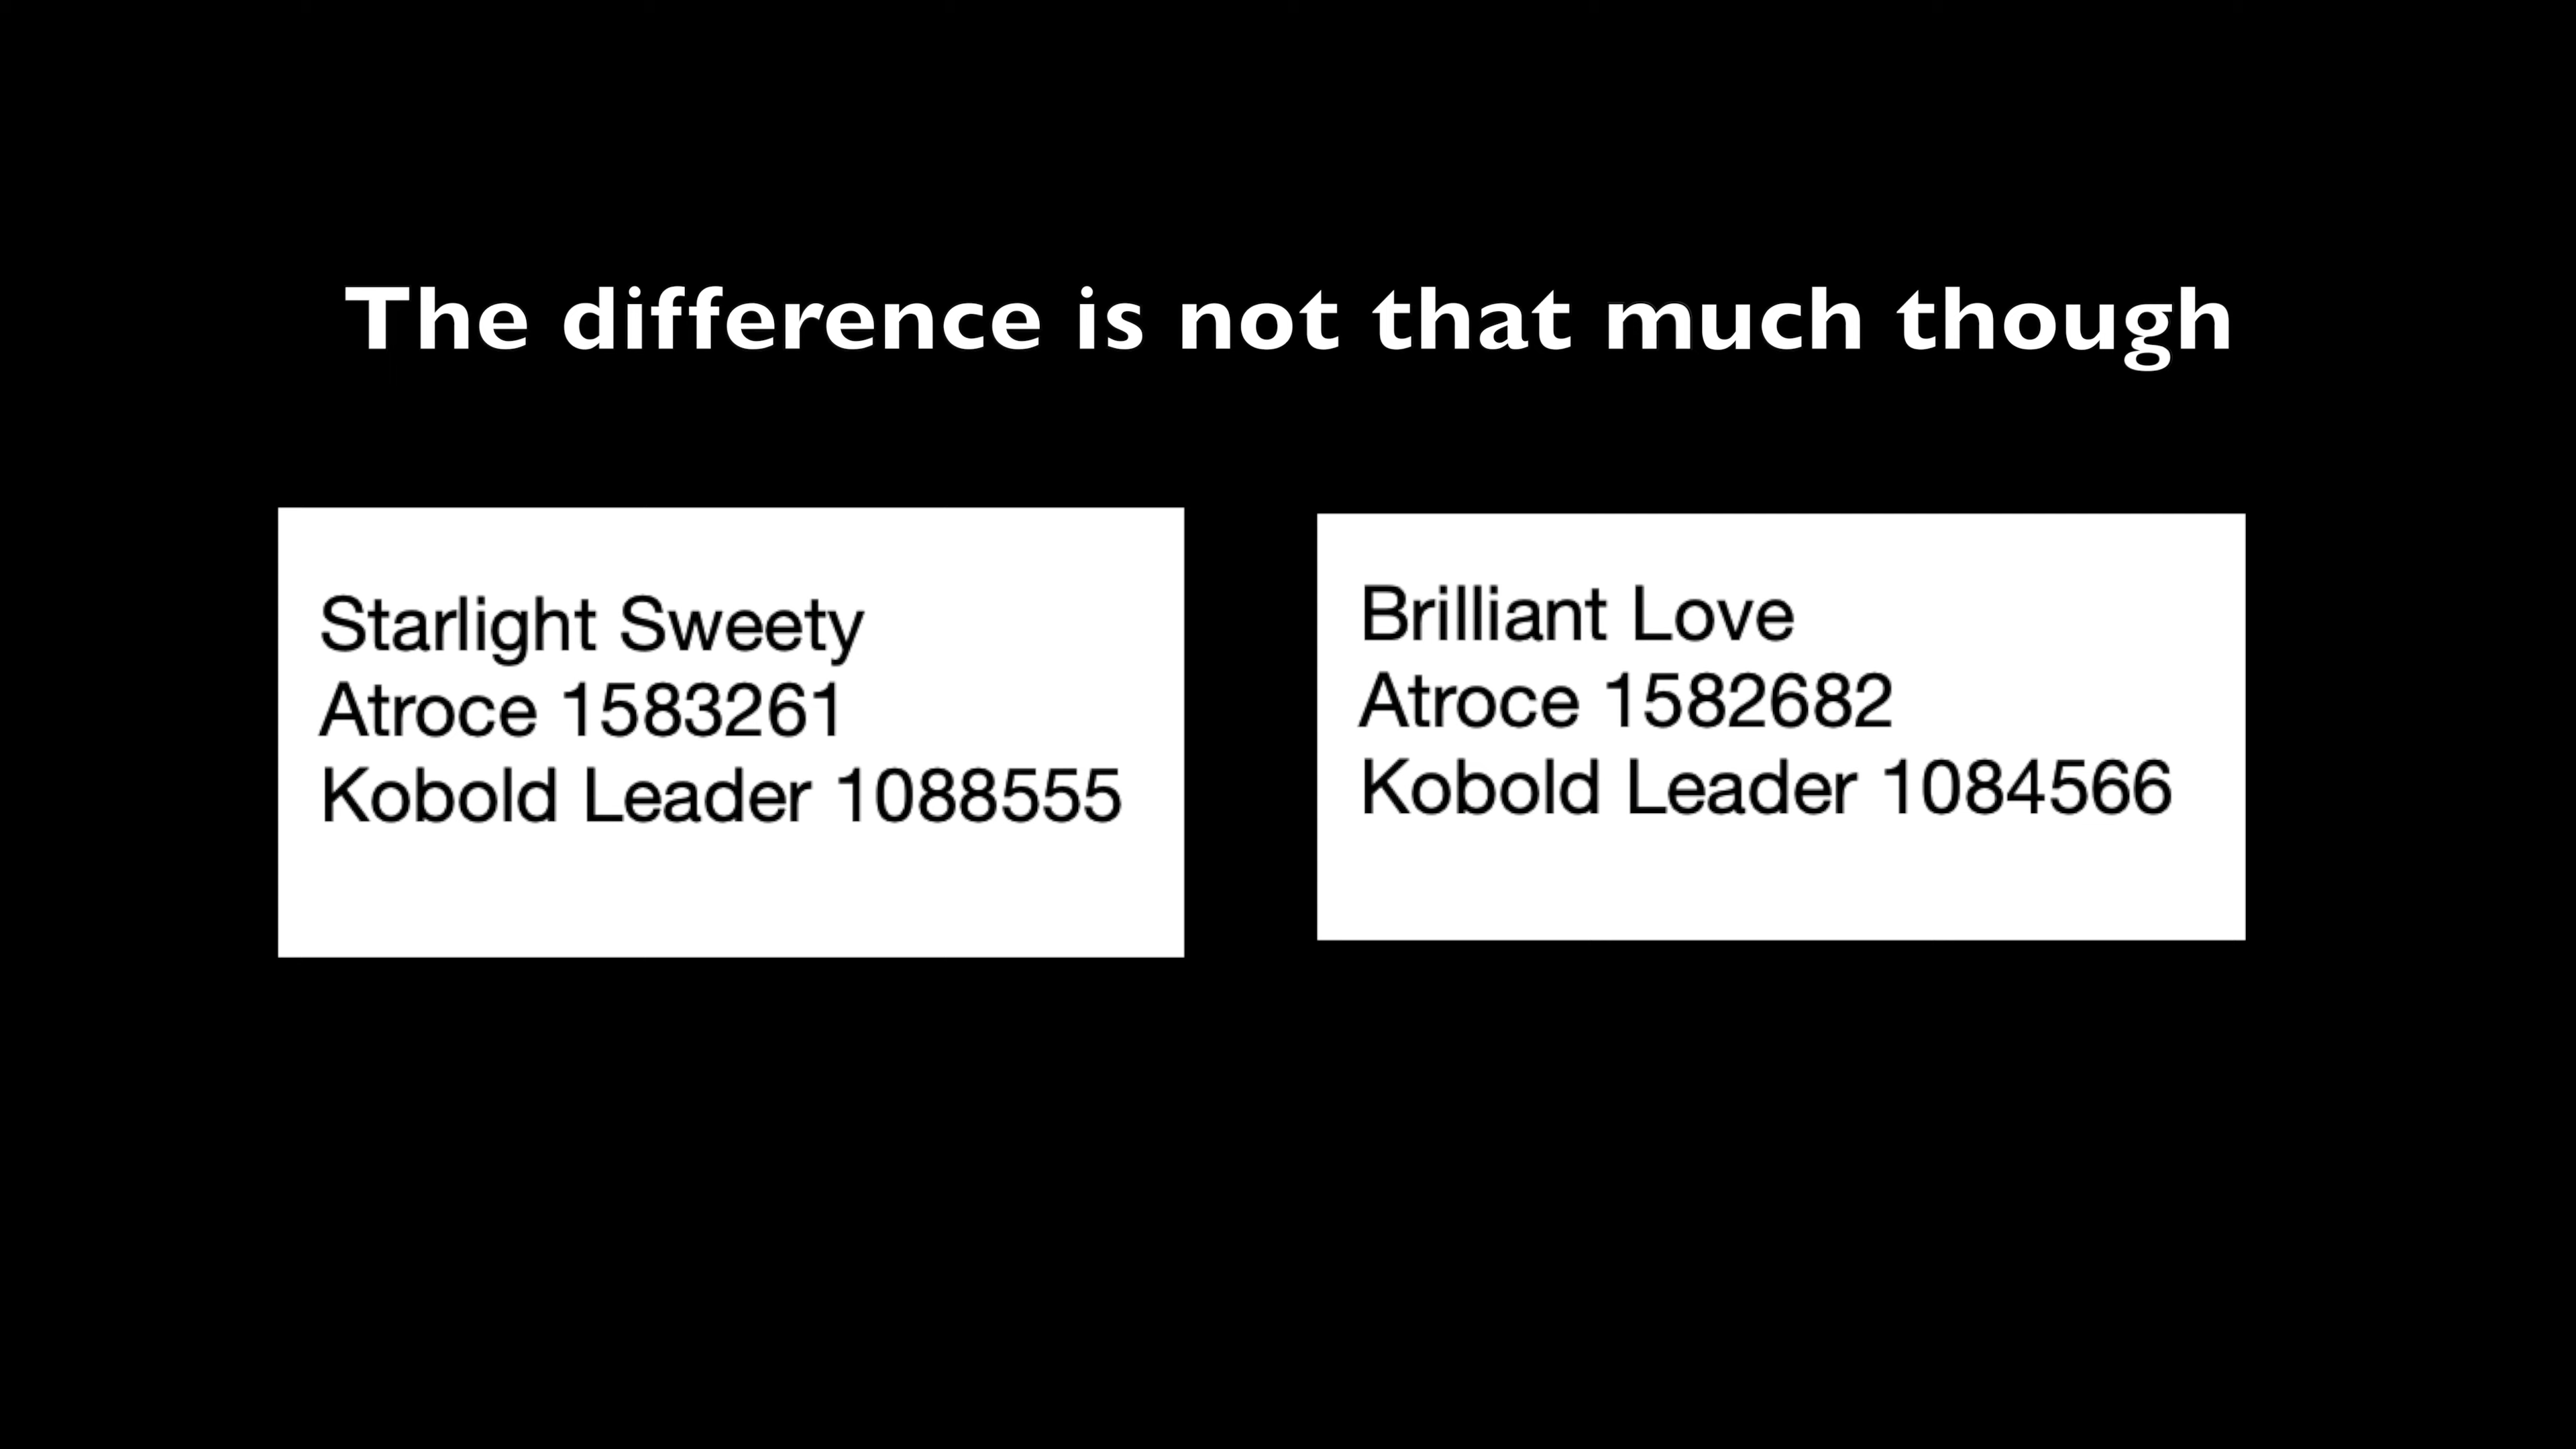 The difference is not that much though
Starlight Sweety
Atroce 1583261
Kobold Leader 1088555
Brilliant Love
Atroce 1582682
Kobold Leader 1084566